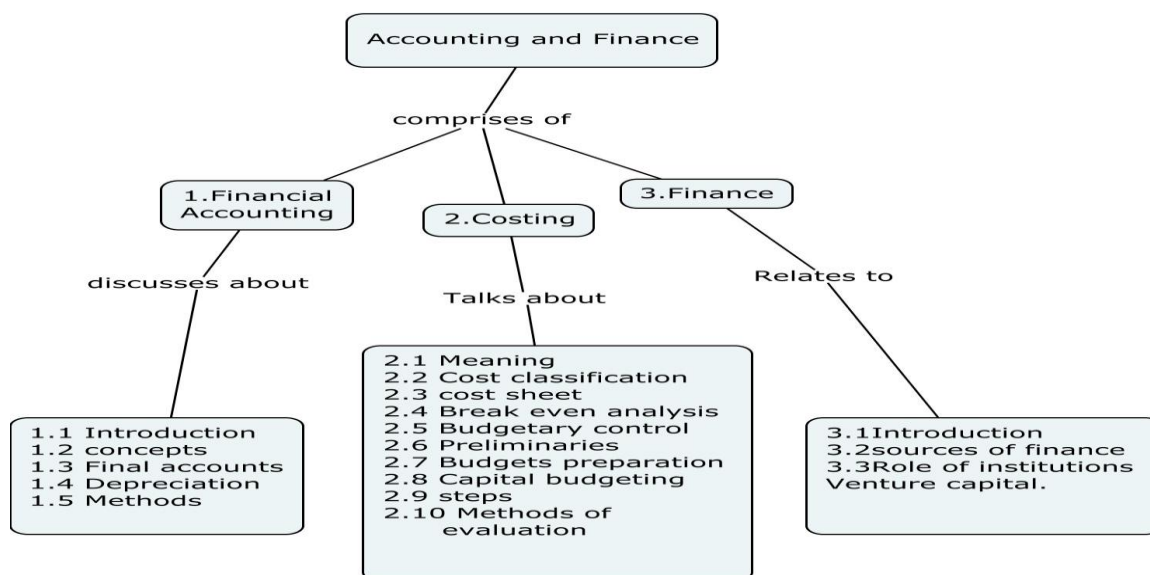 Accounting and Finance
comprises of
1.Financial
Accounting
2.Costing
3.Finance
discusses about
Talks about
Relates to
1.1 Introduction
1.2 concepts
1.3 Final accounts
1.4 Depreciation
1.5 Methods
2.1 Meaning
2.2 Cost classification
2.3 cost sheet
2.4 Break even analysis
2.5 Budgetary control
2.6 Preliminaries
2.7 Budgets preparation
2.8 Capital budgeting
2.9 steps
2.10 Methods of
evaluation
3.1Introduction
3.2sources of finance
3.3Role of institutions
Venture capital.